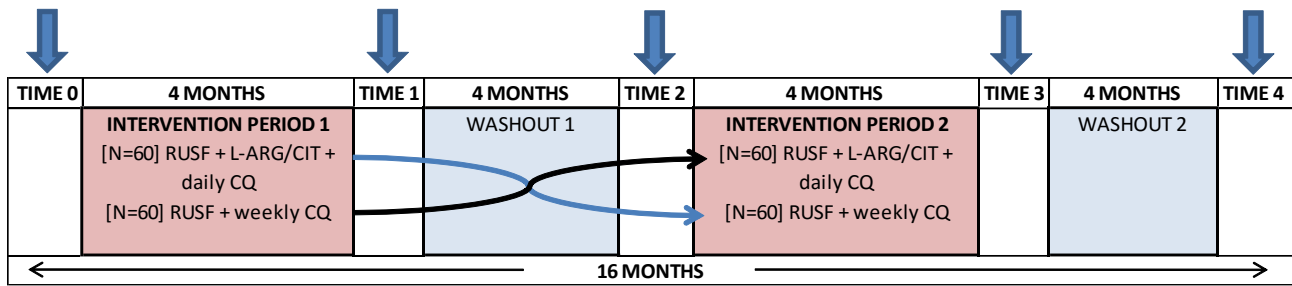 TIME 0 4 MONTHS TIME 1 4 MONTHS TIME 2 4 MONTHS TIME 3 4 MONTHS TIME 4
INTERVENTION PERIOD 1
[N=60] RUSF + L-ARG/CIT +
daily CQ
[N=60] RUSF + weekly CQ
WASHOUT 1
INTERVENTION PERIOD 2
[N=60] RUSF + L-ARG/CIT +
daily CQ
[N=60] RUSF + weekly CQ
WASHOUT 2
16 MONTHS